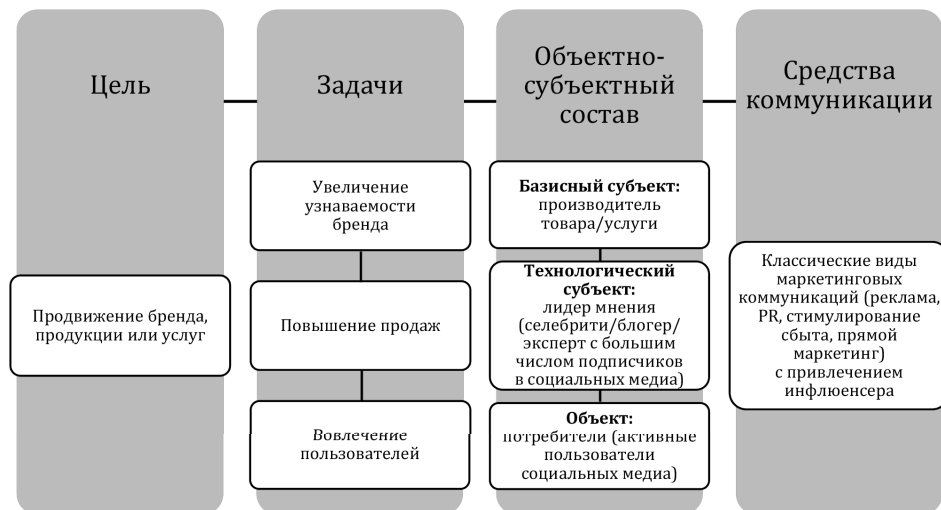 Цель
Продвижение бренда,
продукции или услуг
Задачи
Увеличение
узнаваемости
бренда
Повышение продаж
Вовлечение
пользователей
Объектно-
субъектный
состав
Базисный субъект:
производитель
товара/услуги
Технологический
субъект:
лидер мнения
(селебрити/блогер/
эксперт с большим
числом подписчиков
в социальных медиа)
Объект:
потребители (активные
пользователи
социальных медиа)
Средства
коммуникации
Классические виды
маркетинговых
коммуникаций (реклама,
PR, стимулирование
сбыта, прямой
маркетинг)
с привлечением
инфлюенсера